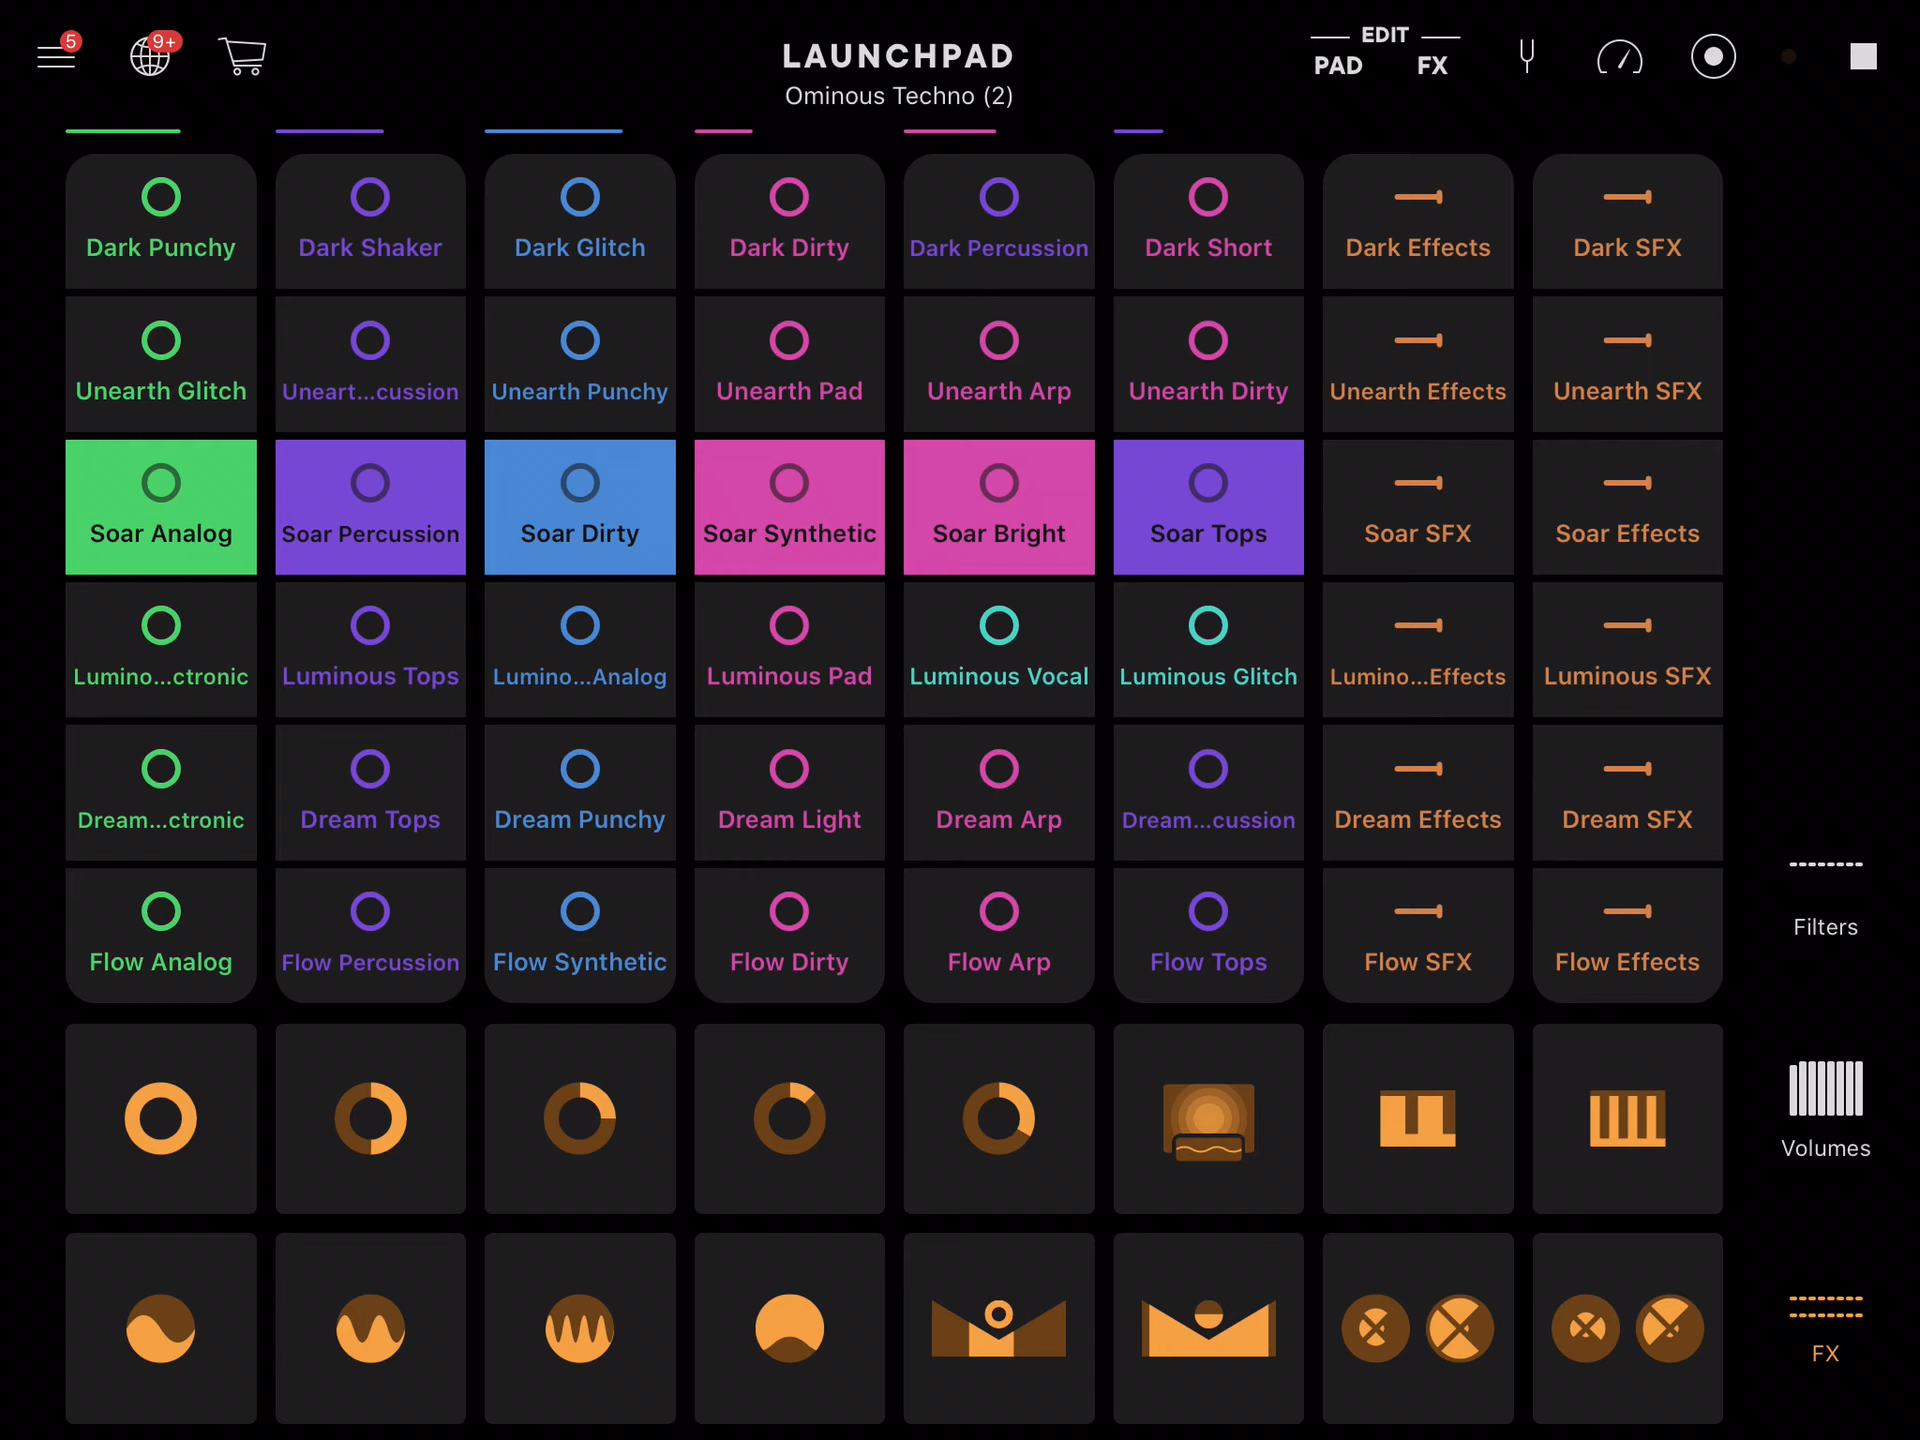 5
9+
LAUNCHPAD
Ominous Techno (2)
EDIT
PAD FX
Dark Punchy
Dark Shaker
Dark Glitch
Dark Dirty
Dark Percussion
Dark Short
Dark Effects
Dark SFX
Unearth Glitch
Uneart...cussion
Unearth Punchy
Unearth Pad
Unearth Arp
Unearth Dirty
Unearth Effects
Unearth SFX
Soar Analog
Soar Percussion
Soar Dirty
Soar Synthetic
Soar Bright
Soar Tops
Soar SFX
Soar Effects
Lumino...ctronic
Luminous Tops
Lumino...Analog
Luminous Pad
Luminous Vocal
Luminous Glitch
Lumino...Effects
Luminous SFX
Dream...ctronic
Dream Tops
Dream Punchy
Dream Light
Dream Arp
Dream...cussion
Dream Effects
Dream SFX
Flow Analog
Flow Percussion
Flow Synthetic
Flow Dirty
Flow Arp
Flow Tops
Flow SFX
Flow Effects
Filters
Volumes
FX